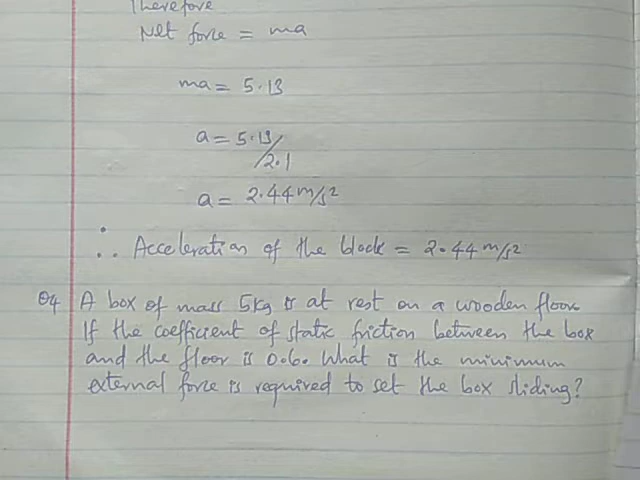 Therefore
Net force = ma
ma = 5.13
a = 5.13/2.1
a = 2.44 m/s²
∴ Acceleration of the block = 2.44 m/s²
Q4 A box of mass 5kg is at rest on a wooden floor.
If the coefficient of static friction between the box
and the floor is 0.6. What is the minimum
external force is required to set the box sliding?